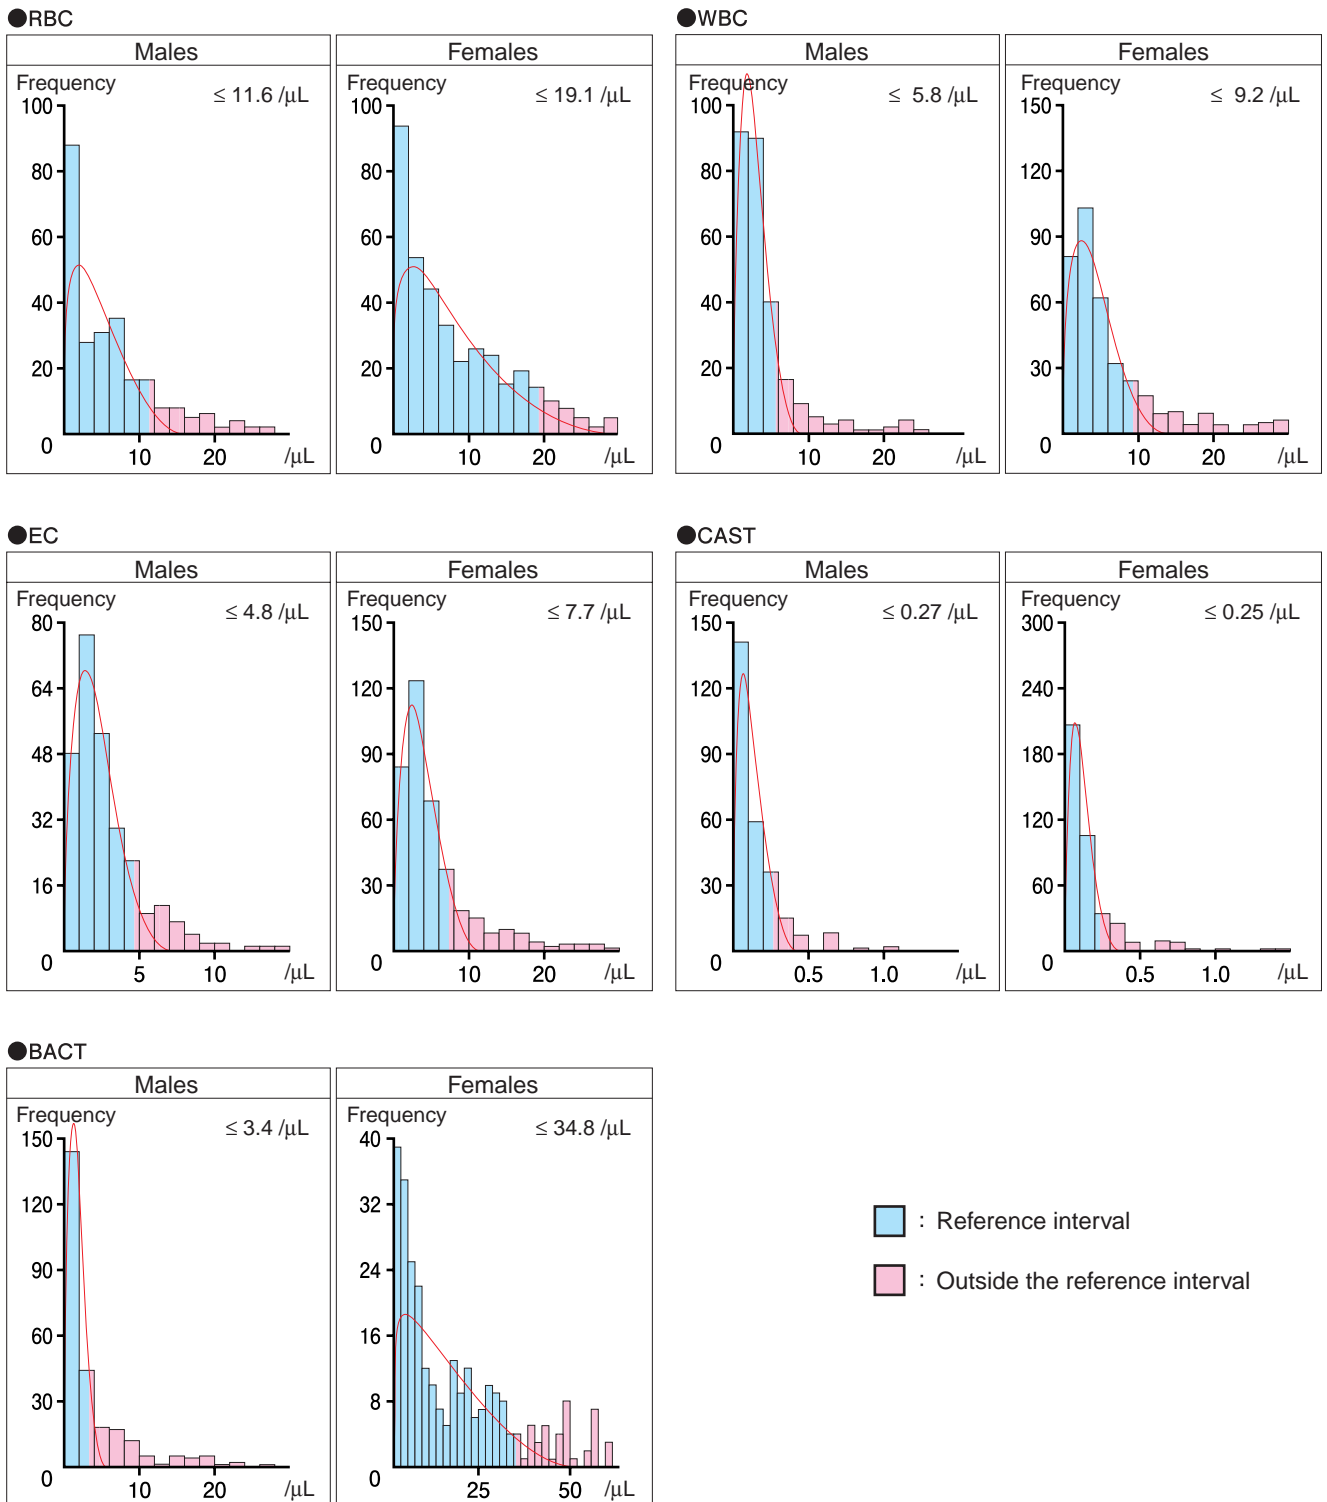 ●RBC
Males
Females
Frequency
≤ 11.6 /μL
≤ 19.1 /μL
100
80
60
40
20
0
10
20
/μL
100
80
60
40
20
0
10
20
/μL
●WBC
Males
Females
Frequency
≤ 5.8 /μL
Frequency
≤ 9.2 /μL
100
80
60
40
20
0
10
20
/μL
150
120
90
60
30
0
10
20
/μL
●EC
Males
Females
Frequency
≤ 4.8 /μL
Frequency
≤ 7.7 /μL
80
64
48
32
16
0
5
10
/μL
150
120
90
60
30
0
10
20
/μL
●CAST
Males
Females
Frequency
≤ 0.27 /μL
Frequency
≤ 0.25 /μL
150
120
90
60
30
0
0.5
1.0
/μL
300
240
180
120
60
0
0.5
1.0
/μL
●BACT
Males
Females
Frequency
≤ 3.4 /μL
Frequency
≤ 34.8 /μL
150
120
90
60
30
0
10
20
/μL
40
32
24
16
8
0
25
50
/μL
: Reference interval
: Outside the reference interval